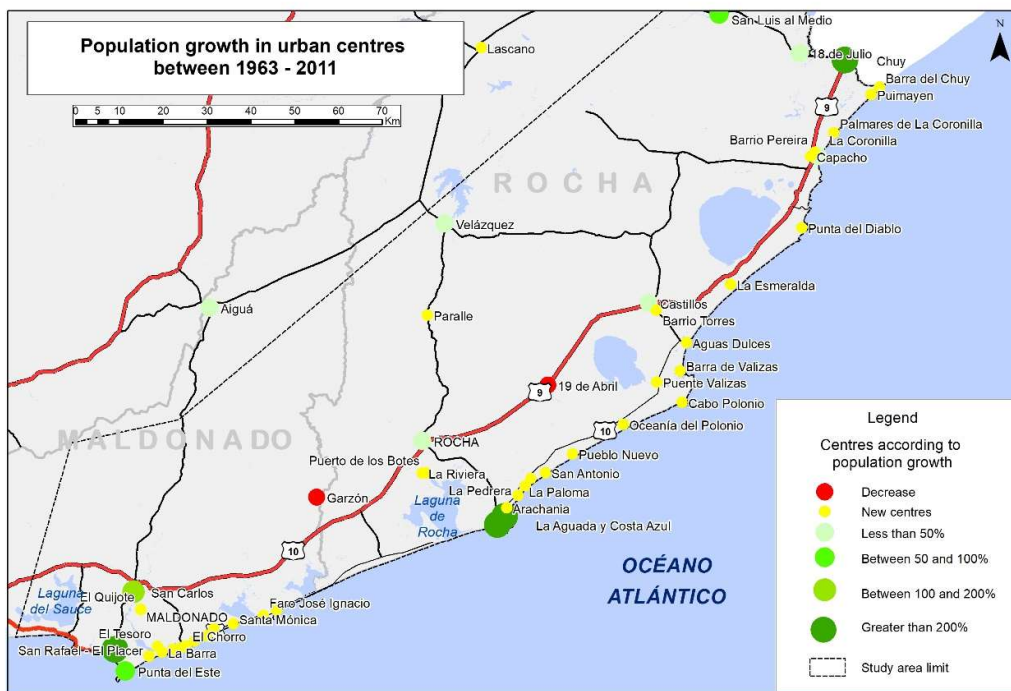 Population growth in urban centres
between 1963 - 2011
0 5 10 20 30 40 50 60 70
Km
N
San Luis al Medio
Lascano
18 de Julio
Chuy
Barra del Chuy
Puimayen
9
Palmares de La Coronilla
Barrio Pereira
La Coronilla
Capacho
ROCHA
Velázquez
Punta del Diablo
La Esmeralda
Aiguá
Castillos
Barrio Torres
Paralle
Aguas Dulces
Barra de Valizas
19 de Abril
9
Puente Valizas
Cabo Polonio
Oceanía del Polonio
10
MALDONADO
ROCHA
Pueblo Nuevo
Puerto de los Botes
La Riviera
San Antonio
La Pedrera
La Paloma
Garzón
Laguna
de
Rocha
Arachania
La Aguada y Costa Azul
10
OCÉANO
ATLÁNTICO
Laguna
del Sauce
El Quijote
San Carlos
Faro José Ignacio
MALDONADO
Santa Mónica
El Tesoro
El Chorro
San Rafael - El Placer
La Barra
Punta del Este
Legend
Centres according to
population growth
Decrease
New centres
Less than 50%
Between 50 and 100%
Between 100 and 200%
Greater than 200%
Study area limit